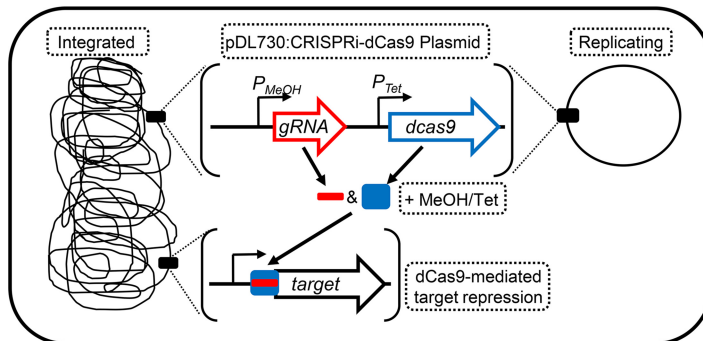 Integrated
pDL730:CRISPRi-dCas9 Plasmid
Replicating
PMeOH
PTet
gRNA
dcas9
& + MeOH/Tet
target
dCas9-mediated
target repression